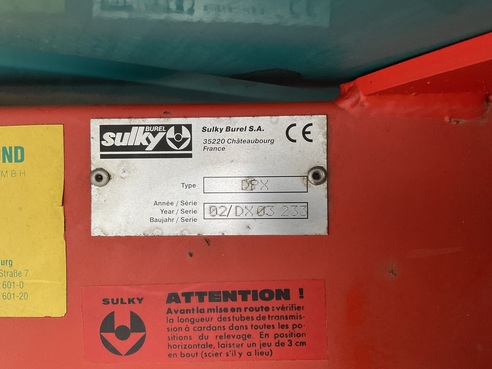 BUREL
sulky
Sulky Burel S.A.
35220 Châteaubourg
France
CE
Type DPX
Année / Série
Year / Serie
Baujahr / Serie
02/DX 03 233
OND
MBH
urg
Straße 7
601-0
601-20
SULKY
ATTENTION !
Avant la mise en route : vérifier
la longueur des tubes de transmis-
sion à cardans dans toutes les po-
sitions du relevage. En position
horizontale, laisser un jeu de 3 cm
en bout (scier s'il y a lieu)